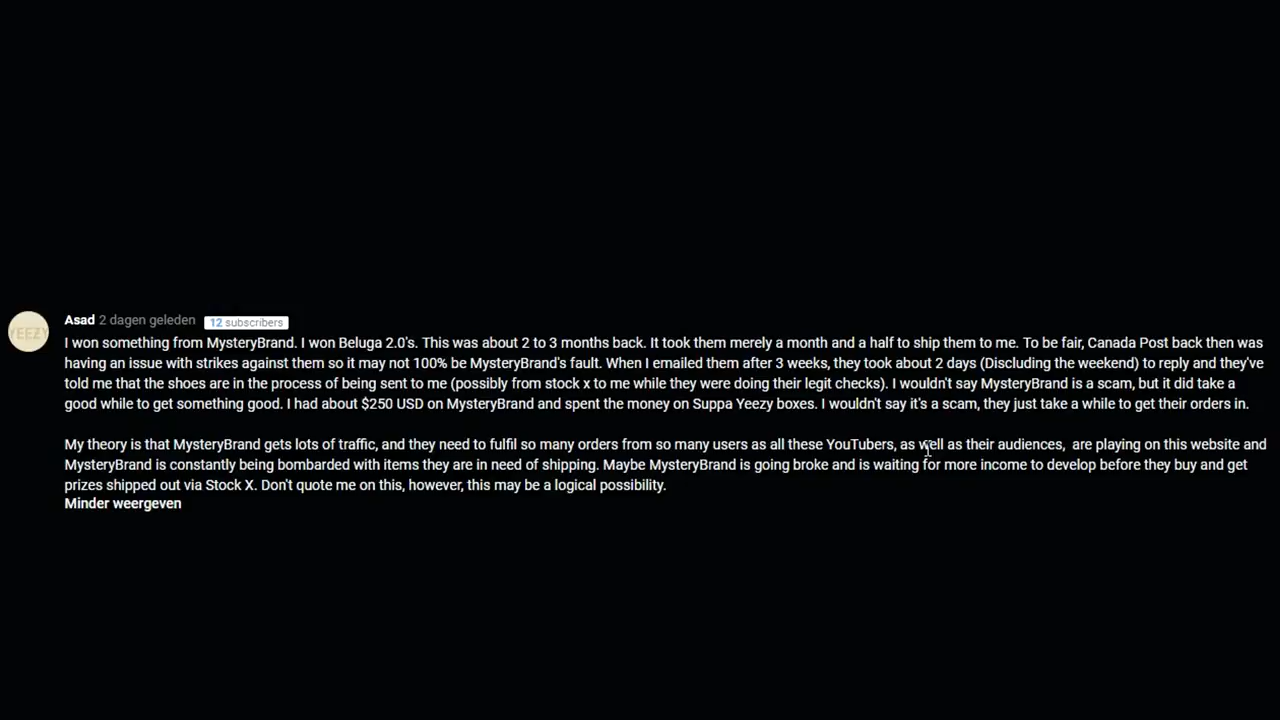 YEEZY
Asad 2 dagen geleden 12 subscribers
I won something from MysteryBrand. I won Beluga 2.0's. This was about 2 to 3 months back. It took them merely a month and a half to ship them to me. To be fair, Canada Post back then was
having an issue with strikes against them so it may not 100% be MysteryBrand's fault. When I emailed them after 3 weeks, they took about 2 days (Discluding the weekend) to reply and they've
told me that the shoes are in the process of being sent to me (possibly from stock x to me while they were doing their legit checks). I wouldn't say MysteryBrand is a scam, but it did take a
good while to get something good. I had about $250 USD on MysteryBrand and spent the money on Suppa Yeezy boxes. I wouldn't say it's a scam, they just take a while to get their orders in.
My theory is that MysteryBrand gets lots of traffic, and they need to fulfil so many orders from so many users as all these YouTubers, as well as their audiences,  are playing on this website and
MysteryBrand is constantly being bombarded with items they are in need of shipping. Maybe MysteryBrand is going broke and is waiting for more income to develop before they buy and get
prizes shipped out via Stock X. Don't quote me on this, however, this may be a logical possibility.
Minder weergeven